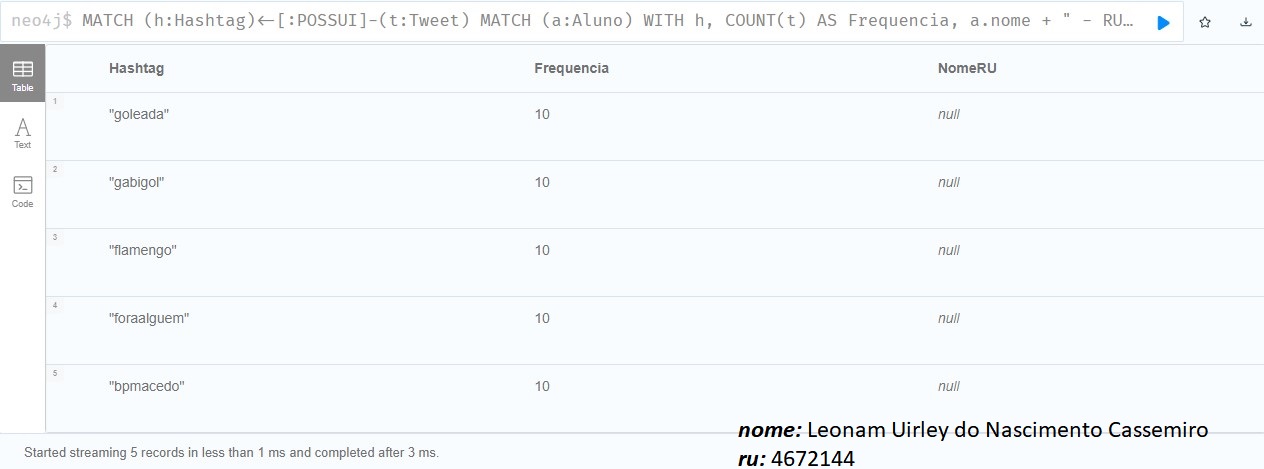 neo4j$ MATCH (h:Hashtag)<-[:POSSUI]-(t:Tweet) MATCH (a:Aluno) WITH h, COUNT(t) AS Frequencia, a.nome + " - RU…
Hashtag Frequencia NomeRU
Table
1
"goleada" 10 null
Text
2
"gabigol" 10 null
Code
3
"flamengo" 10 null
4
"foraalguem" 10 null
5
"bpmacedo" 10 null
nome: Leonam Uirley do Nascimento Cassemiro
Started streaming 5 records in less than 1 ms and completed after 3 ms.
ru: 4672144